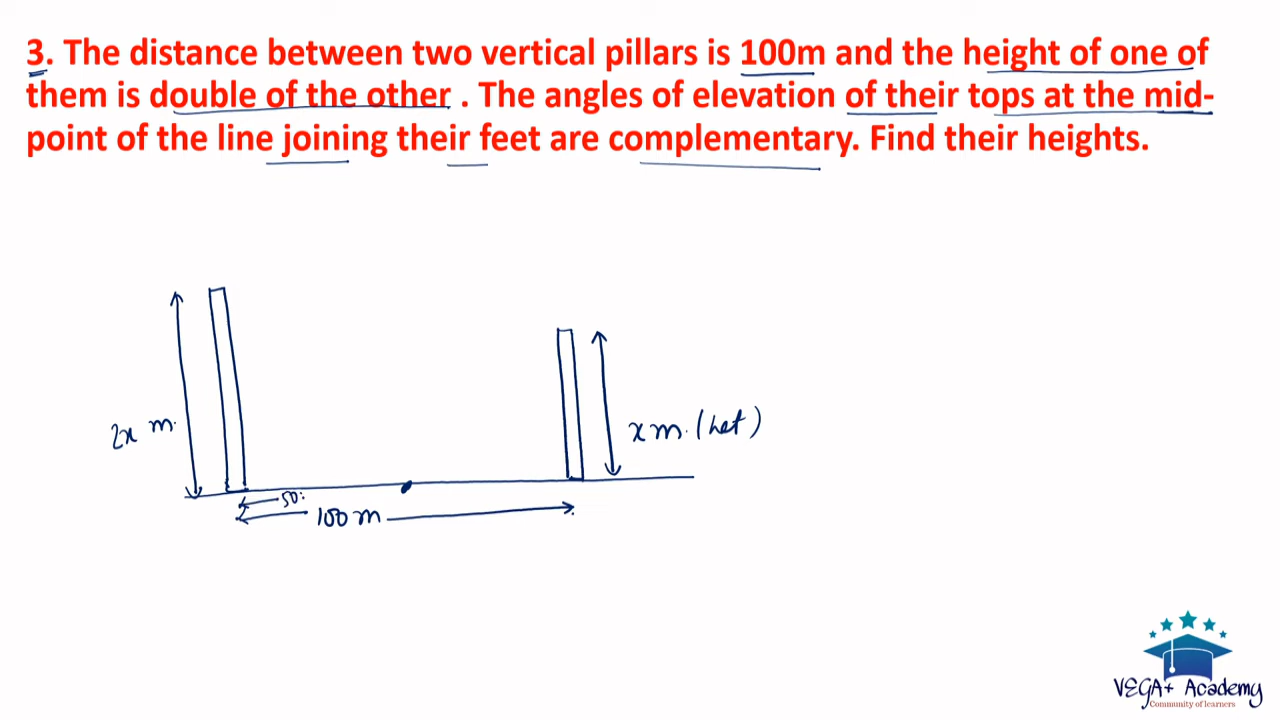 3. The distance between two vertical pillars is 100m and the height of one of
them is double of the other . The angles of elevation of their tops at the mid-
point of the line joining their feet are complementary. Find their heights.
2x m.
x m. (let)
50
100 m
VEGA+ Academy
Community of learners